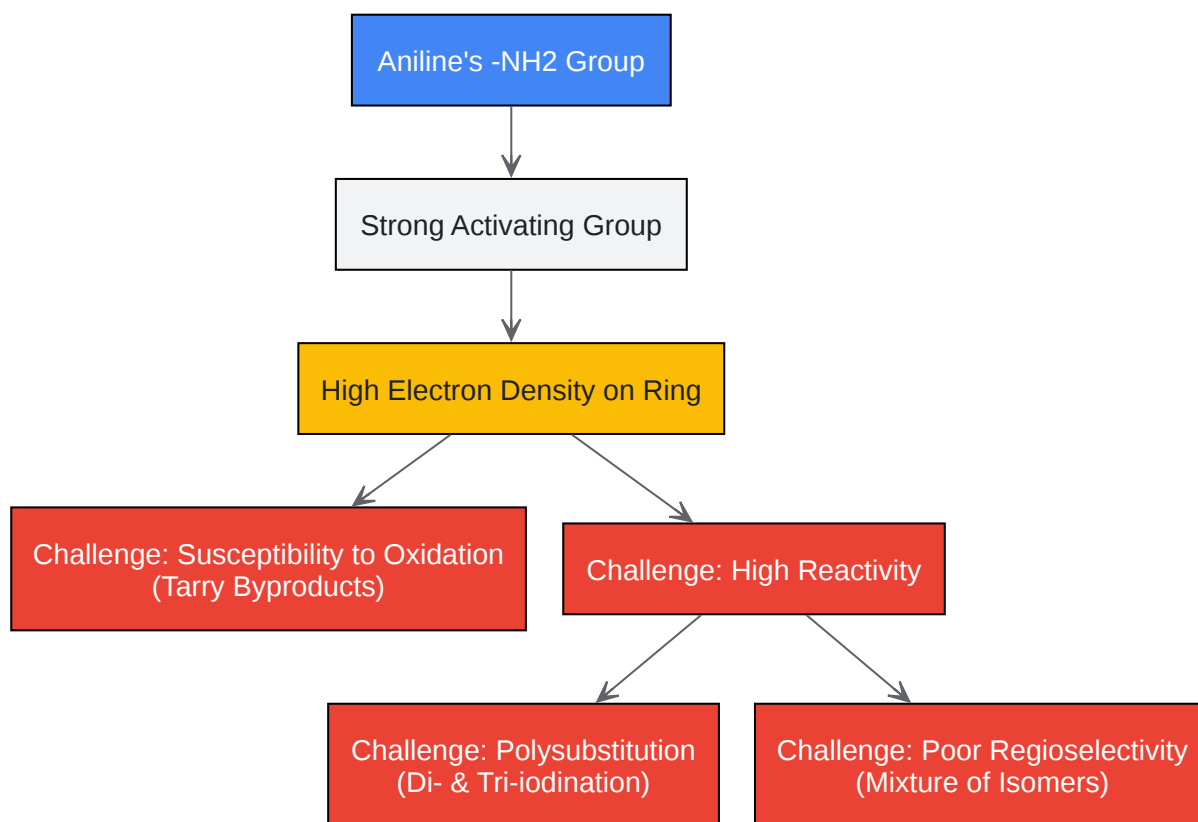 Aniline's -NH2 Group
Strong Activating Group
High Electron Density on Ring
Challenge: Susceptibility to Oxidation
(Tarry Byproducts)
Challenge: High Reactivity
Challenge: Polysubstitution
(Di- & Tri-iodination)
Challenge: Poor Regioselectivity
(Mixture of Isomers)